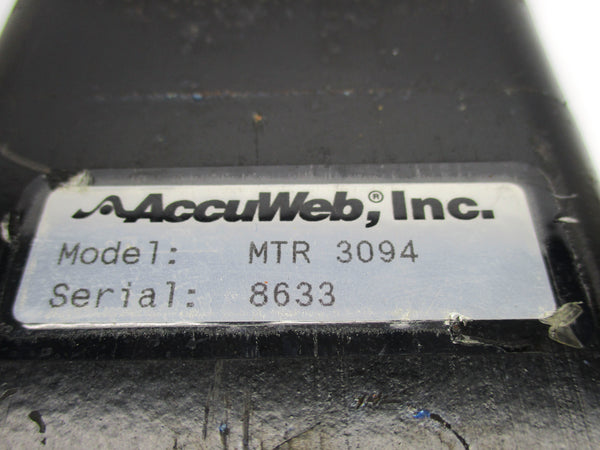 AccuWeb,® Inc.
Model: MTR 3094
Serial: 8633